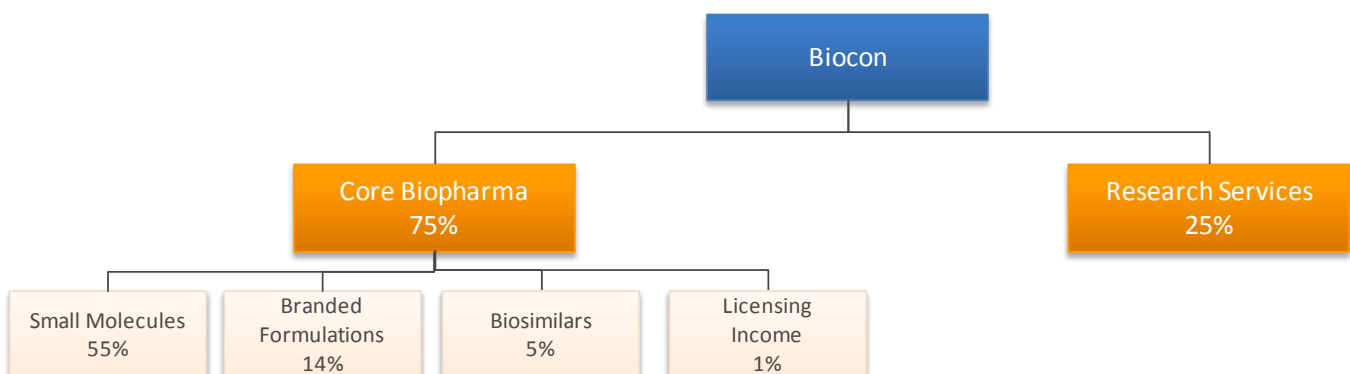 Biocon
Core Biopharma
75%
Research Services
25%
Small Molecules
55%
Branded
Formulations
14%
Biosimilars
5%
Licensing
Income
1%